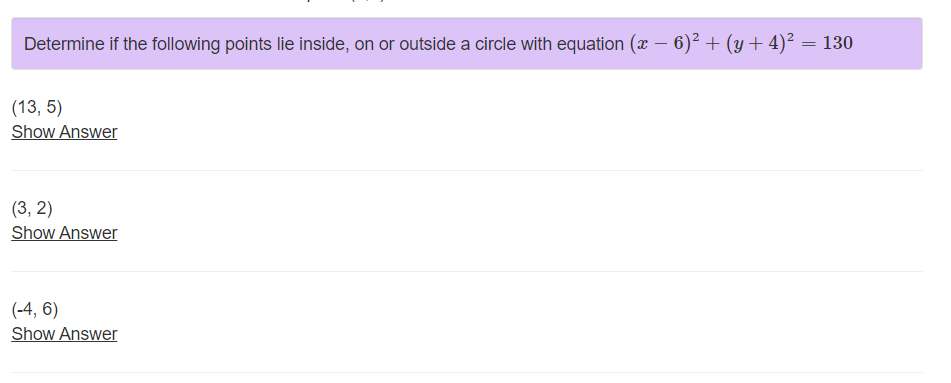 Determine if the following points lie inside, on or outside a circle with equation (x − 6)² + (y + 4)² = 130
(13, 5)
Show Answer
(3, 2)
Show Answer
(-4, 6)
Show Answer